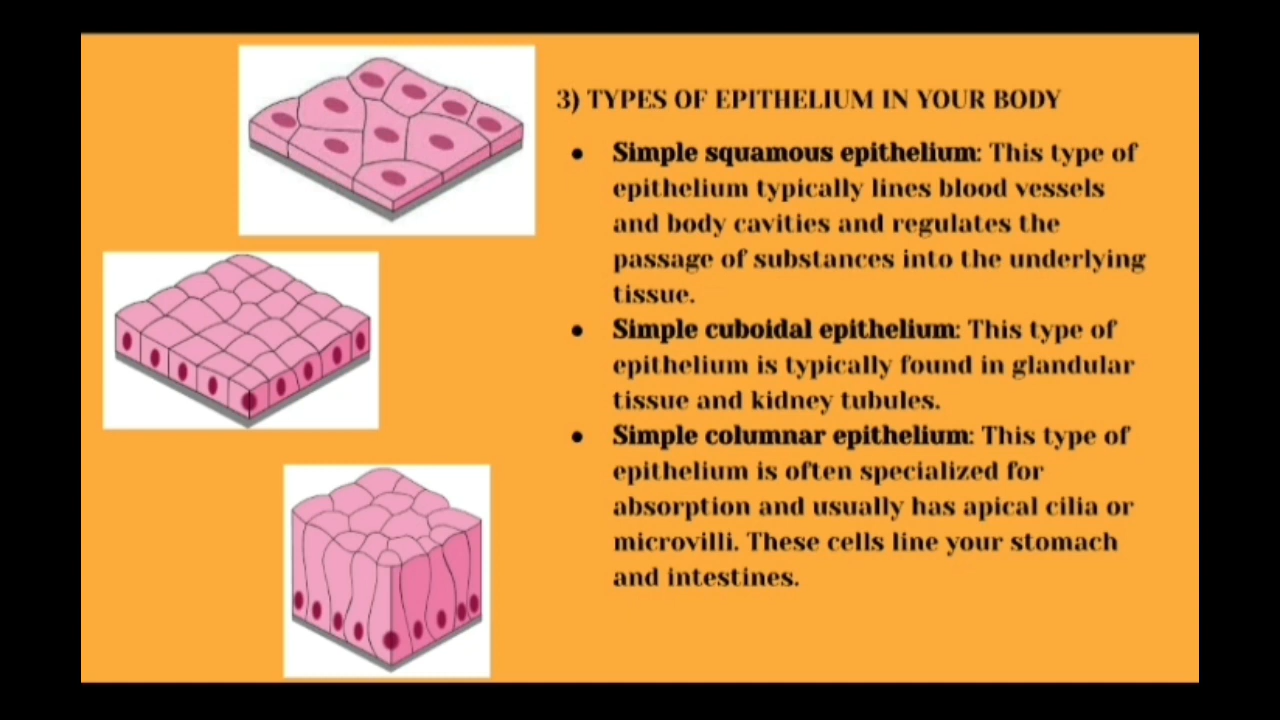 3) TYPES OF EPITHELIUM IN YOUR BODY
● Simple squamous epithelium: This type of
epithelium typically lines blood vessels
and body cavities and regulates the
passage of substances into the underlying
tissue.
● Simple cuboidal epithelium: This type of
epithelium is typically found in glandular
tissue and kidney tubules.
● Simple columnar epithelium: This type of
epithelium is often specialized for
absorption and usually has apical cilia or
microvilli. These cells line your stomach
and intestines.